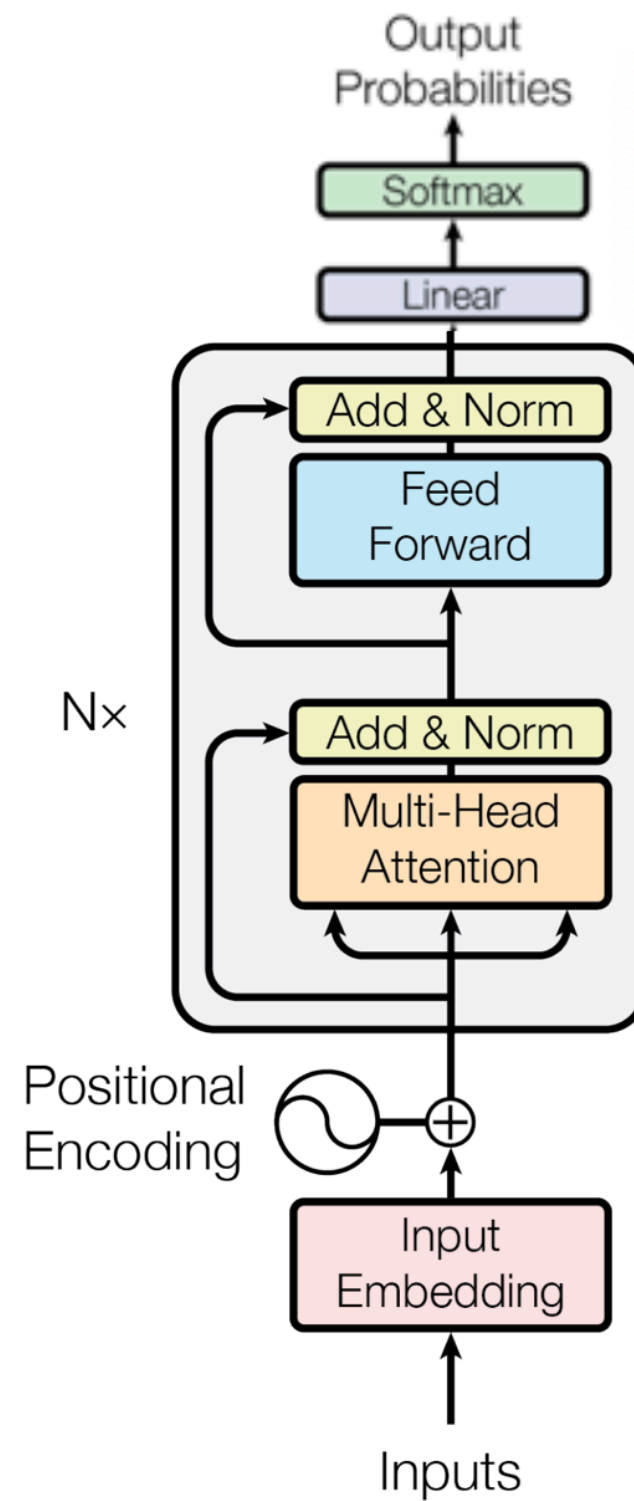 Output
Probabilities
Softmax
Linear
Add & Norm
Feed
Forward
N×
Add & Norm
Multi-Head
Attention
Positional
Encoding
Input
Embedding
Inputs